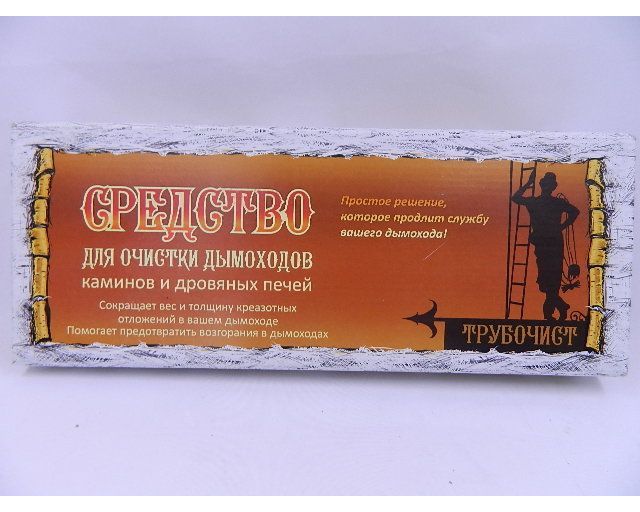 СРЕДСТВО
ДЛЯ ОЧИСТКИ ДЫМОХОДОВ
КАМИНОВ И ДРОВЯНЫХ ПЕЧЕЙ
Сокращает вес и толщину креазотных
отложений в вашем дымоходе
Помогает предотвратить возгорания в дымоходах
Простое решение,
которое продлит службу
вашего дымохода!
ТРУБОЧИСТ